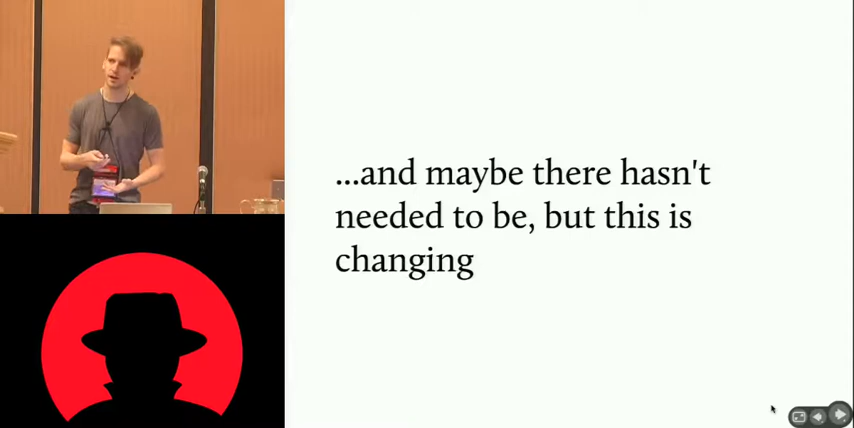 ...and maybe there hasn't
needed to be, but this is
changing